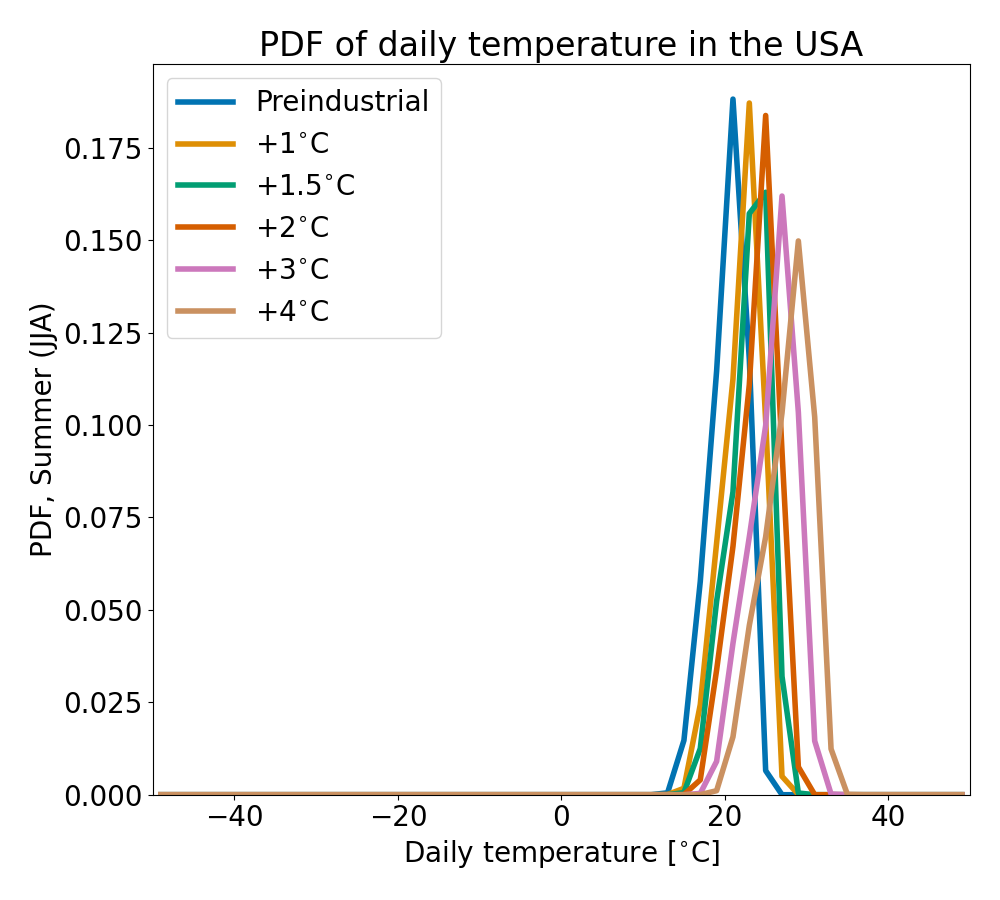 PDF of daily temperature in the USA
Preindustrial
+1°C
+1.5°C
+2°C
+3°C
+4°C
PDF, Summer (JJA)
0.175
0.150
0.125
0.100
0.075
0.050
0.025
0.000
−40 −20 0 20 40
Daily temperature [°C]